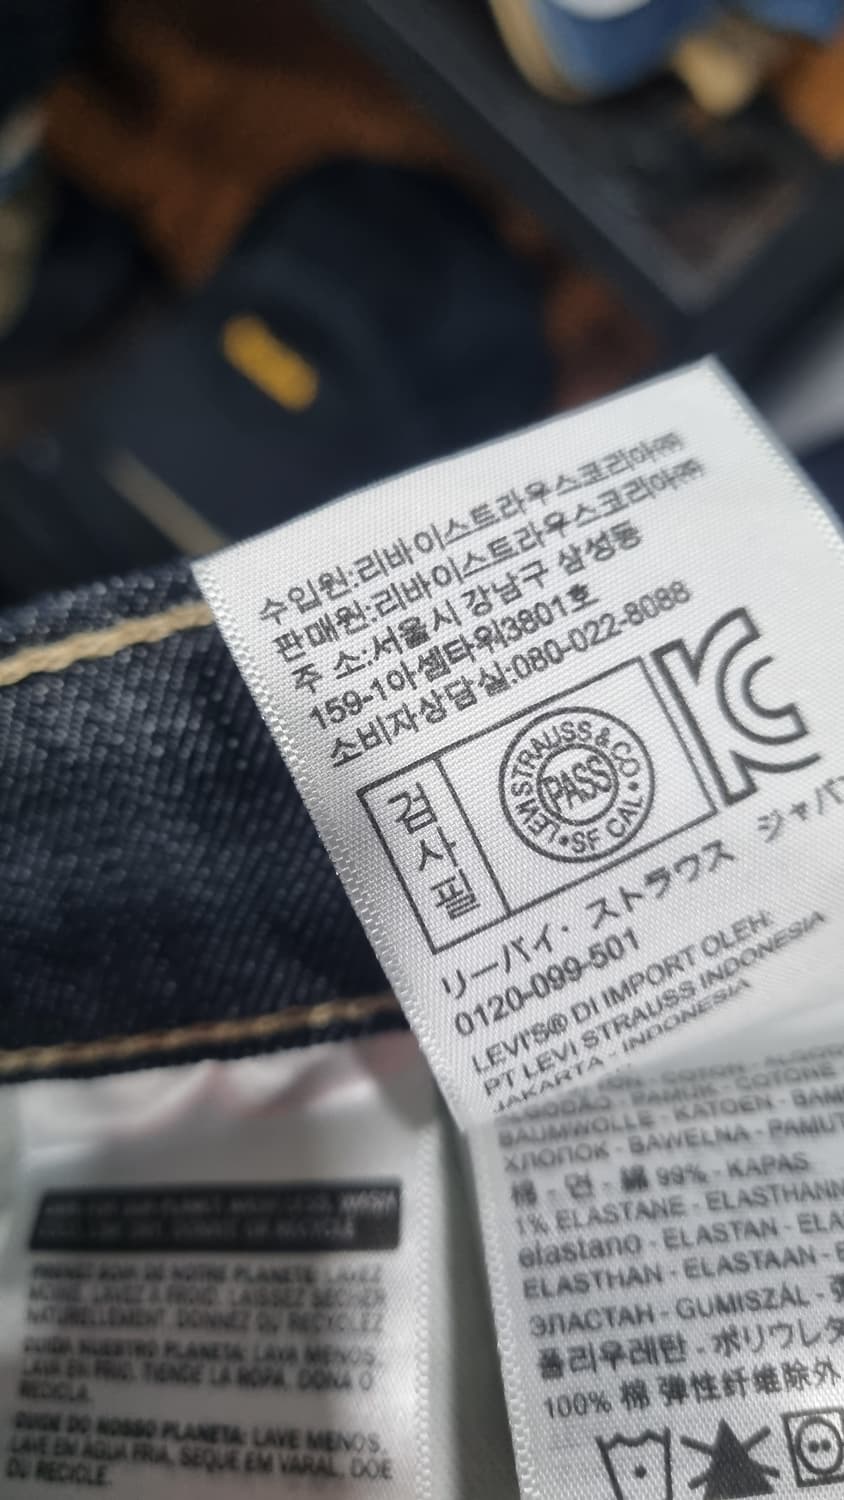 수입원:리바이스트라우스코리아㈜
판매원:리바이스트라우스코리아㈜
주 소:서울시 강남구 삼성동
159-1아셈타워3801호
소비자상담실:080-022-8088
검사필
LEVI STRAUSS & CO
SF CAL
PASS
リーバイ・ストラウス ジャパ
0120-099-501
LEVI'S® DI IMPORT OLEH:
PT LEVI STRAUSS INDONESIA
JAKARTA - INDONESIA
ALGODÃO - PAMUK - COTONE
BAUMWOLLE - KATOEN - BAM
ХЛОПОК - BAWEŁNA - PAMUT
棉 - 면 - 綿 99% - KAPAS
1% ELASTANE - ELASTHANN
elastano - ELASTAN - ELA
ELASTHAN - ELASTAAN - E
ЭЛАСТАН - GUMISZÁL - 弾
폴리우레탄 - ポリウレタ
100% 棉 弹性纤维除外
PRENEZ SOIN DE NOTRE PLANETE: LAVEZ
MOINS, LAVEZ A FROID, LAISSEZ SECHER
NATURELLEMENT, DONNEZ OU RECYCLEZ
CUIDA NUESTRO PLANETA: LAVA MENOS,
LAVA EN FRIO, TIENDE LA ROPA, DONA O
RECICLA.
CUIDE DO NOSSO PLANETA: LAVE MENOS,
LAVE EM AGUA FRIA, SEQUE EM VARAL, DOE
OU RECICLE.